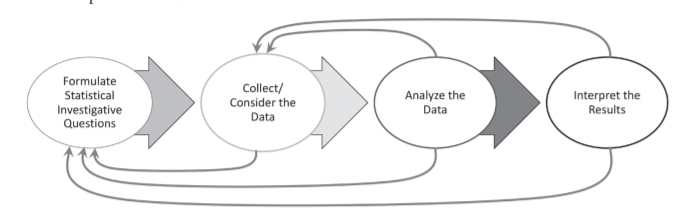 Formulate
Statistical
Investigative
Questions
Collect/
Consider the
Data
Analyze the
Data
Interpret the
Results